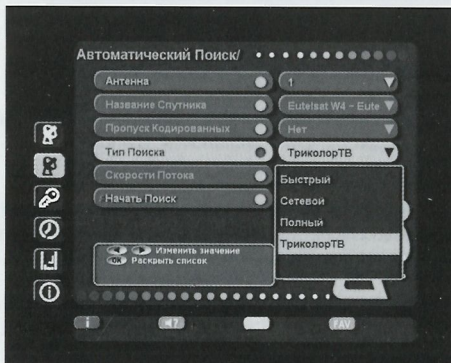 Автоматический Поиск/
Антенна 1
Название Спутника Eutelsat W4 - Eute
Пропуск Кодированных Нет
Тип Поиска ТриколорТВ
Скорости Потока
Начать Поиск
Быстрый
Сетевой
Полный
ТриколорТВ
Изменить значение
OK Раскрыть список
i ?  FAV